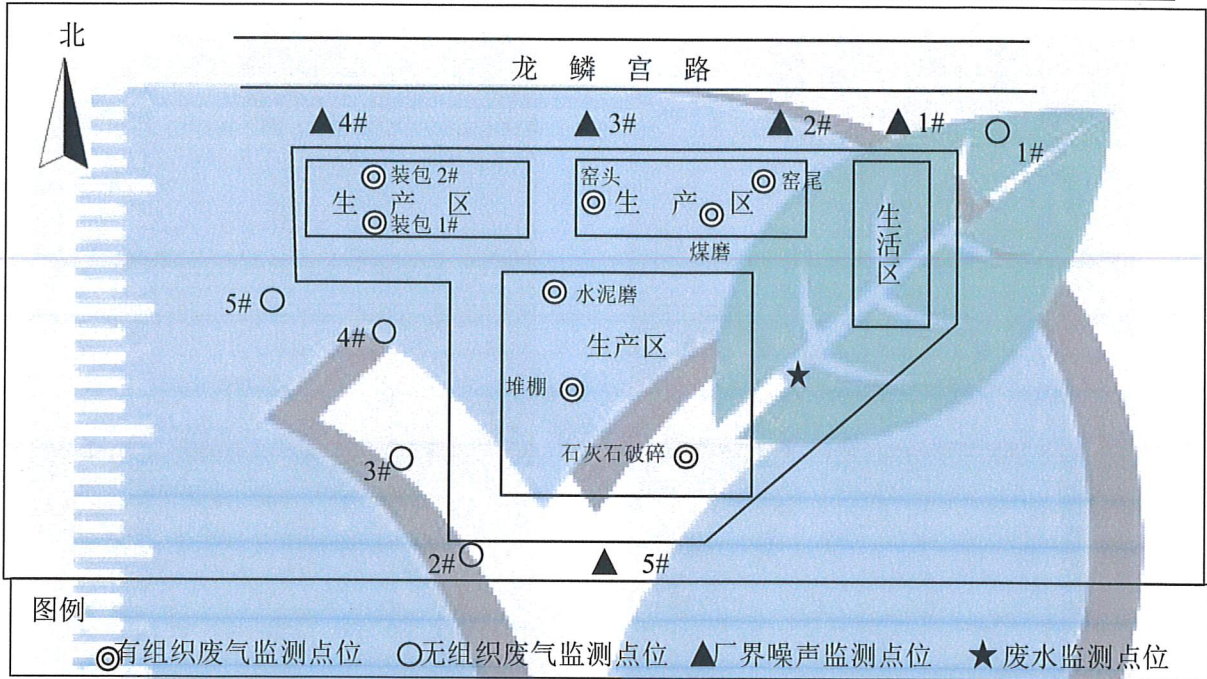 北
龙鳞宫路
4#
3#
2#
1#
1#
装包 2#
生产区
装包 1#
窑头
窑尾
生产区
煤磨
生活区
水泥磨
生产区
堆棚
石灰石破碎
5#
4#
3#
2#
5#
图例
有组织废气监测点位 无组织废气监测点位 厂界噪声监测点位 废水监测点位